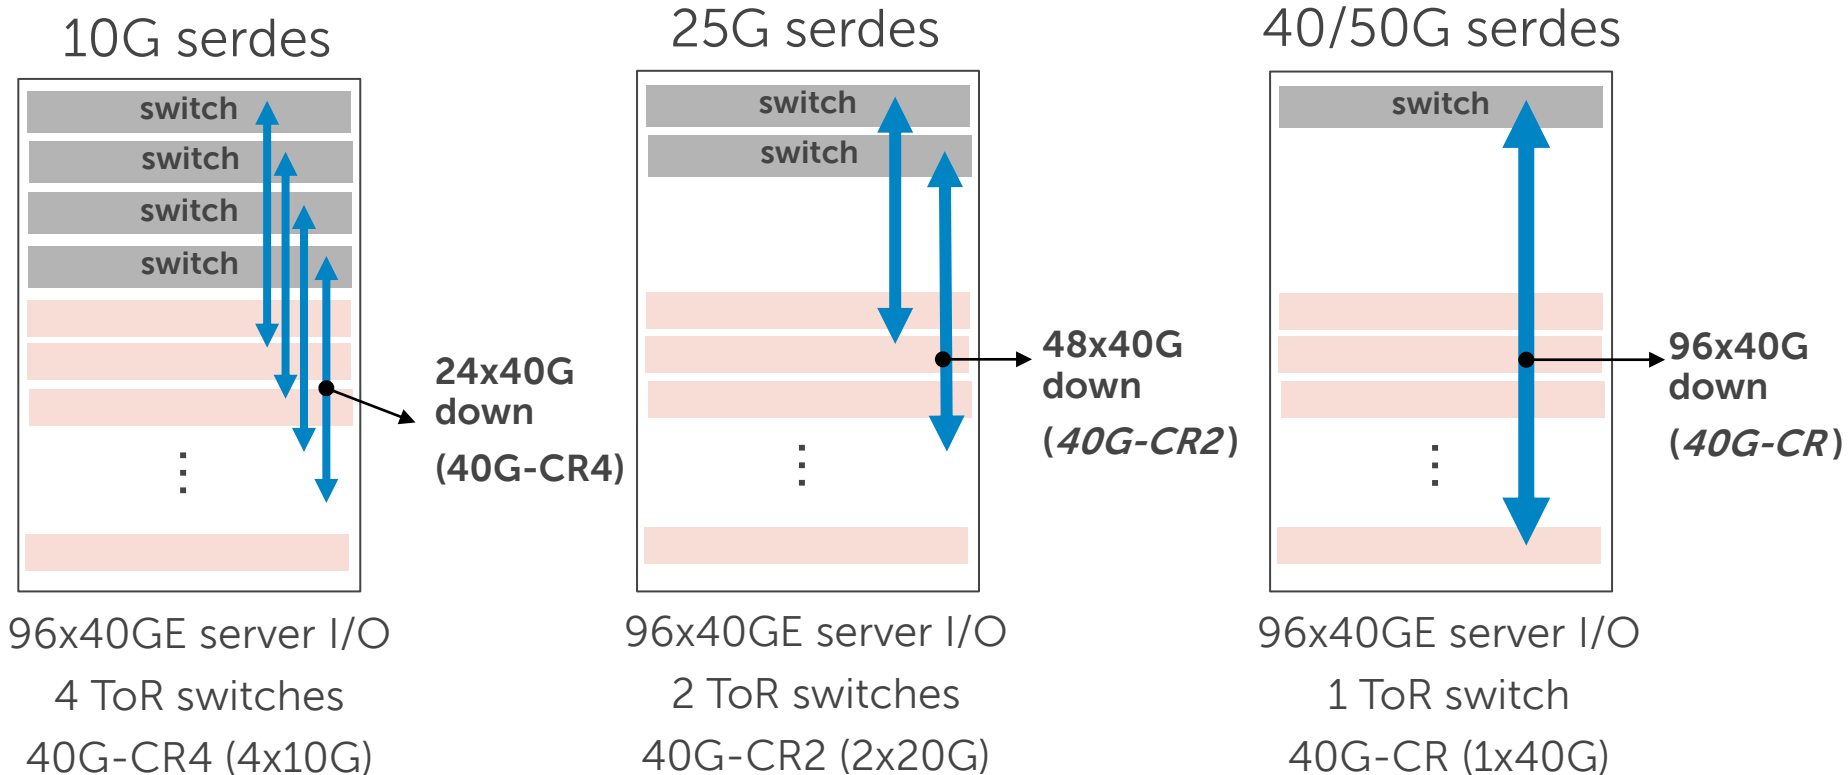 10G serdes
switch
switch
switch
switch
24x40G
down
(40G-CR4)
96x40GE server I/O
4 ToR switches
40G-CR4 (4x10G)
25G serdes
switch
switch
48x40G
down
(40G-CR2)
96x40GE server I/O
2 ToR switches
40G-CR2 (2x20G)
40/50G serdes
switch
96x40G
down
(40G-CR)
96x40GE server I/O
1 ToR switch
40G-CR (1x40G)